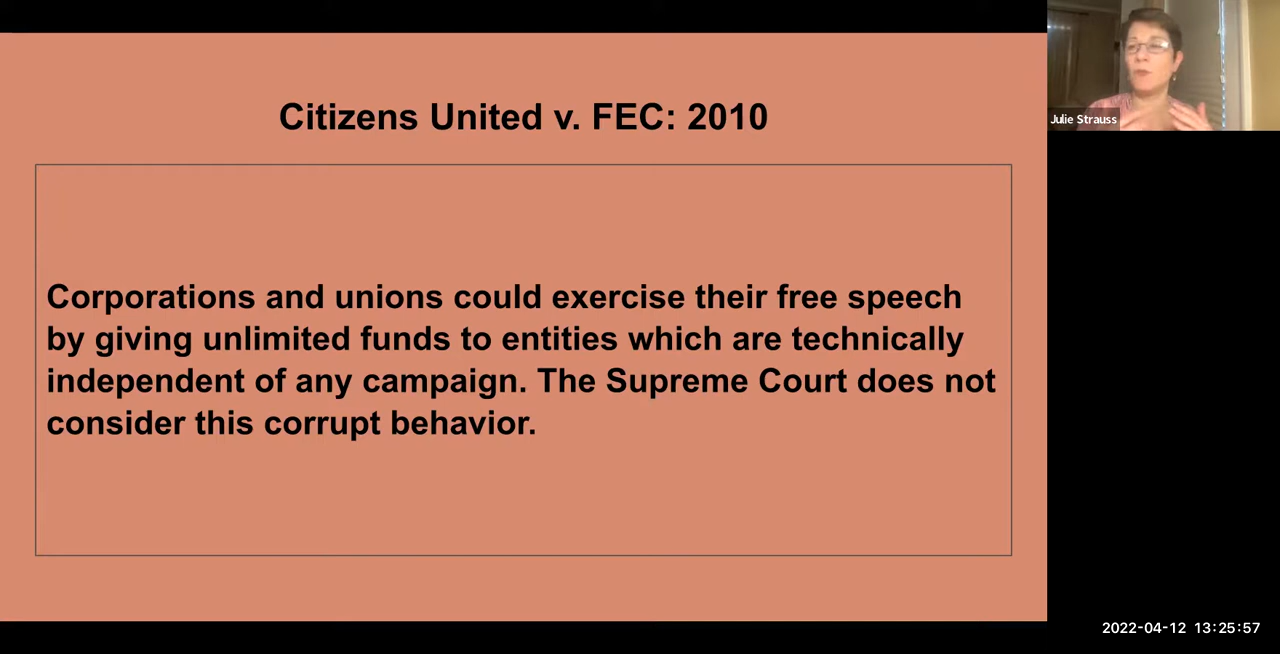 Citizens United v. FEC: 2010
Julie Strauss
Corporations and unions could exercise their free speech
by giving unlimited funds to entities which are technically
independent of any campaign. The Supreme Court does not
consider this corrupt behavior.
2022-04-12 13:25:57